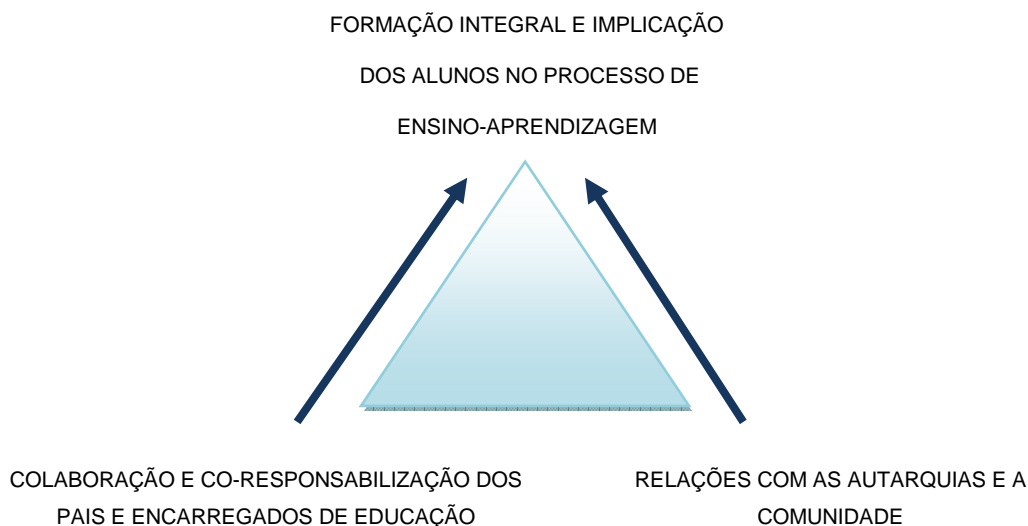 FORMAÇÃO INTEGRAL E IMPLICAÇÃO
DOS ALUNOS NO PROCESSO DE
ENSINO-APRENDIZAGEM
COLABORAÇÃO E CO-RESPONSABILIZAÇÃO DOS
PAIS E ENCARREGADOS DE EDUCAÇÃO
RELAÇÕES COM AS AUTARQUIAS E A
COMUNIDADE